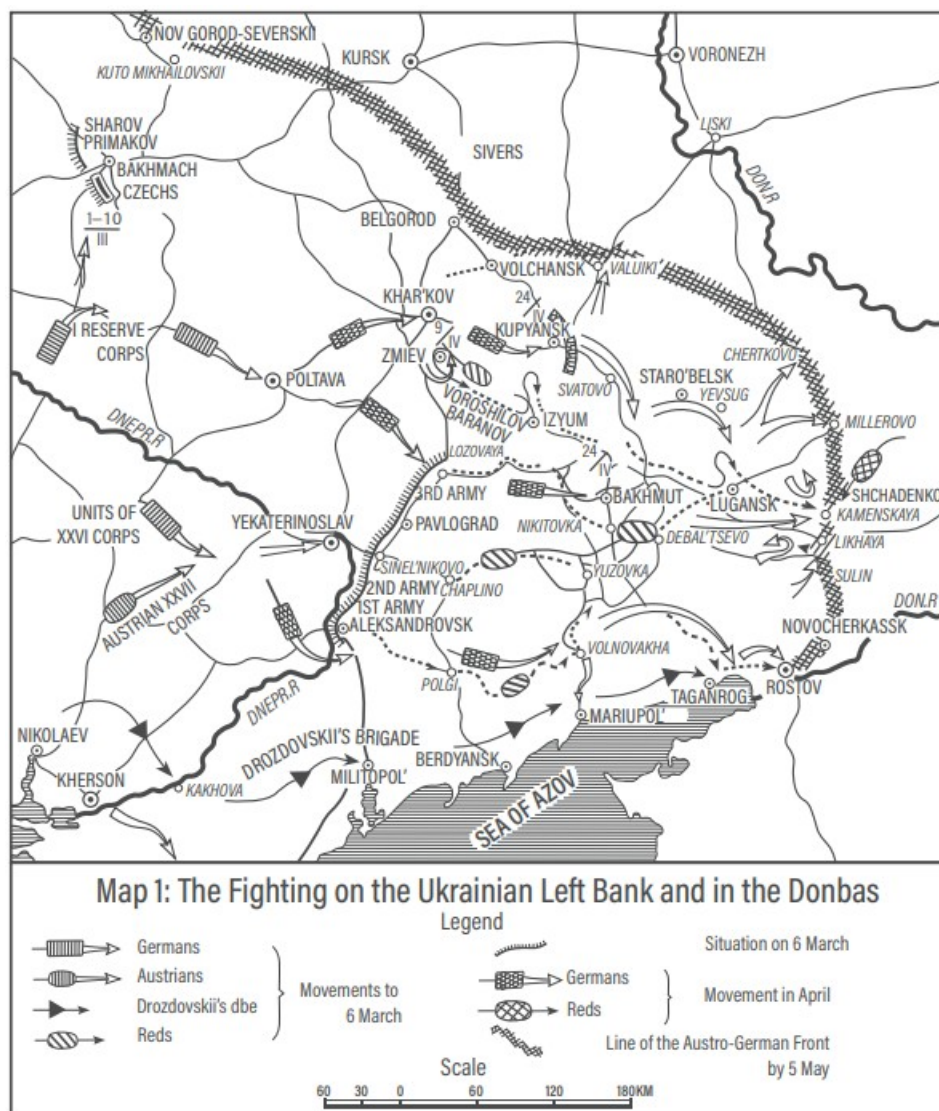 NOV GOROD-SEVERSKII
KUTO MIKHAILOVSKII
KURSK
VORONEZH
LISKI
SHAROV
PRIMAKOV
BAKHMACH
CZECHS
1–10
III
SIVERS
DON.R
BELGOROD
VOLCHANSK
VALUIKI
KHAR'KOV
9
IV
24
IV
KUPYANSK
CHERTKOVO
I RESERVE
CORPS
ZMIEV
POLTAVA
SVATOVO
STARO'BELSK
YEVSUG
VOROSHILOV
BARANOV
IZYUM
MILLEROVO
DNEPR.R
LOZOVAYA
24
IV
3RD ARMY
BAKHMUT
LUGANSK
SHCHADENKO
KAMENSKAYA
UNITS OF
XXVI CORPS
YEKATERINOSLAV
PAVLOGRAD
NIKITOVKA
DEBAL'TSEVO
LIKHAYA
SINEL'NIKOVO
CHAPLINO
YUZOVKA
SULIN
AUSTRIAN XXVII
CORPS
2ND ARMY
1ST ARMY
ALEKSANDROVSK
DON.R
NOVOCHERKASSK
VOLNOVAKHA
POLGI
DNEPR.R
TAGANROG
ROSTOV
NIKOLAEV
MARIUPOL'
DROZDOVSKII'S BRIGADE
BERDYANSK
KHERSON
KAKHOVA
MILITOPOL'
SEA OF AZOV
Map 1: The Fighting on the Ukrainian Left Bank and in the Donbas
Legend
Germans
Austrians
Drozdovskii's dbe
Reds
Movements to
6 March
Situation on 6 March
Germans
Reds
Movement in April
Line of the Austro-German Front
by 5 May
Scale
60 30 0 60 120 180KM